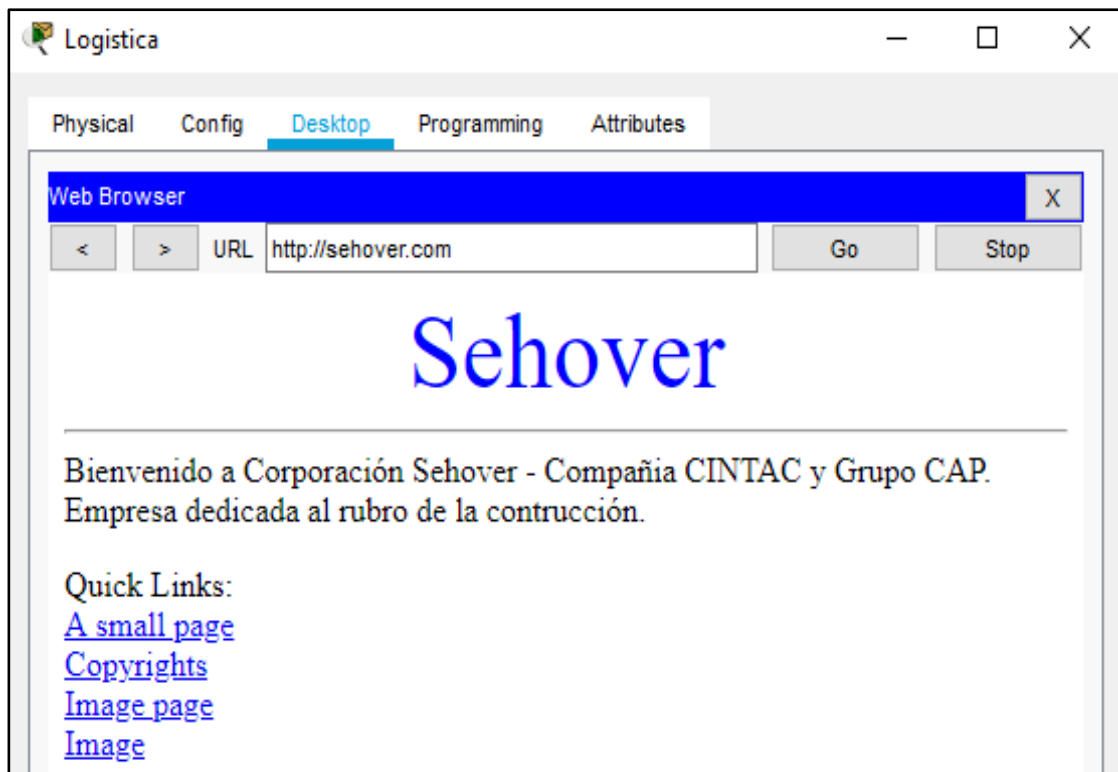 Logistica
Physical Config Desktop Programming Attributes
Web Browser X
< > URL http://sehover.com Go Stop
Sehover
Bienvenido a Corporación Sehover - Compañia CINTAC y Grupo CAP.
Empresa dedicada al rubro de la contrucción.
Quick Links:
A small page
Copyrights
Image page
Image